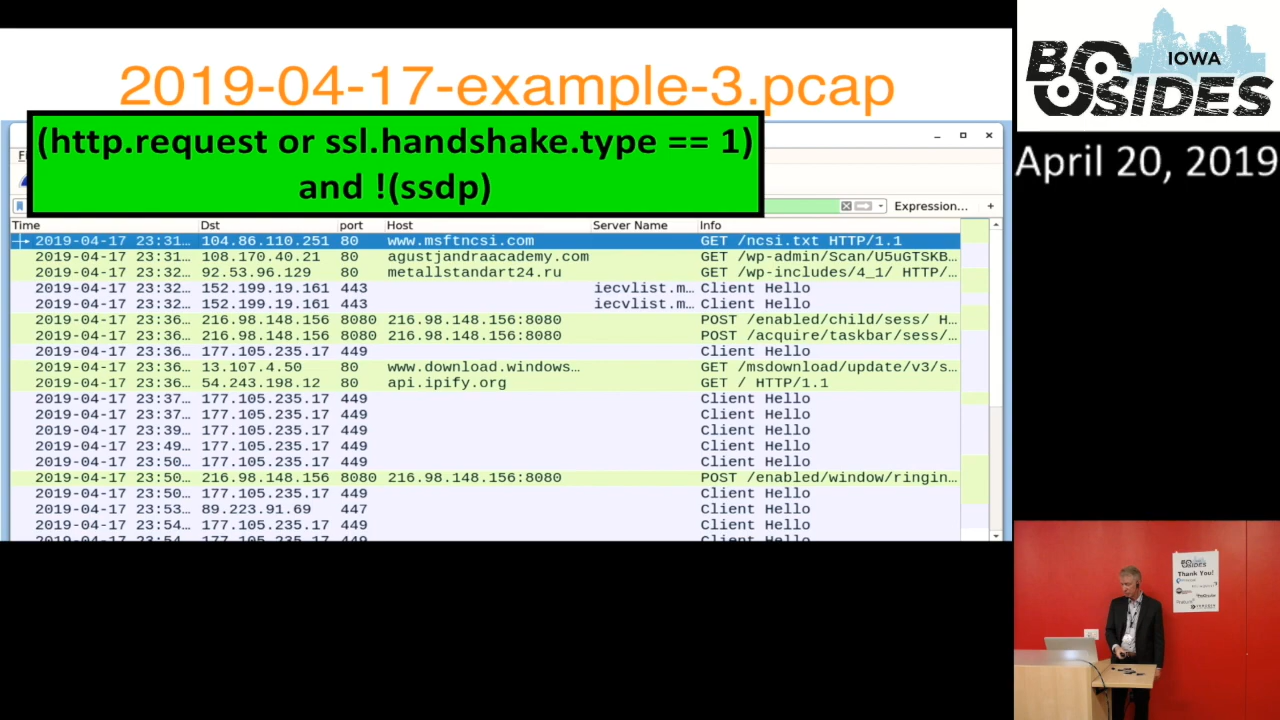 2019-04-17-example-3.pcap
(http.request or ssl.handshake.type == 1)
and !(ssdp)
Expression... +
Time Dst port Host Server Name Info
2019-04-17 23:31… 104.86.110.251 80 www.msftncsi.com GET /ncsi.txt HTTP/1.1
2019-04-17 23:31… 108.170.40.21 80 agustjandraacademy.com GET /wp-admin/Scan/U5uGTSKB…
2019-04-17 23:32… 92.53.96.129 80 metallstandart24.ru GET /wp-includes/4_1/ HTTP/…
2019-04-17 23:32… 152.199.19.161 443 iecvlist.m… Client Hello
2019-04-17 23:32… 152.199.19.161 443 iecvlist.m… Client Hello
2019-04-17 23:36… 216.98.148.156 8080 216.98.148.156:8080 POST /enabled/child/sess/ H…
2019-04-17 23:36… 216.98.148.156 8080 216.98.148.156:8080 POST /acquire/taskbar/sess/…
2019-04-17 23:36… 177.105.235.17 449 Client Hello
2019-04-17 23:36… 13.107.4.50 80 www.download.windows… GET /msdownload/update/v3/s…
2019-04-17 23:36… 54.243.198.12 80 api.ipify.org GET / HTTP/1.1
2019-04-17 23:37… 177.105.235.17 449 Client Hello
2019-04-17 23:37… 177.105.235.17 449 Client Hello
2019-04-17 23:39… 177.105.235.17 449 Client Hello
2019-04-17 23:49… 177.105.235.17 449 Client Hello
2019-04-17 23:50… 177.105.235.17 449 Client Hello
2019-04-17 23:50… 216.98.148.156 8080 216.98.148.156:8080 POST /enabled/window/ringin…
2019-04-17 23:50… 177.105.235.17 449 Client Hello
2019-04-17 23:53… 89.223.91.69 447 Client Hello
2019-04-17 23:54… 177.105.235.17 449 Client Hello
2019-04-17 23:54… 177.105.235.17 449 Client Hello
BSIDES
IOWA
April 20, 2019
BSIDES
Thank You!